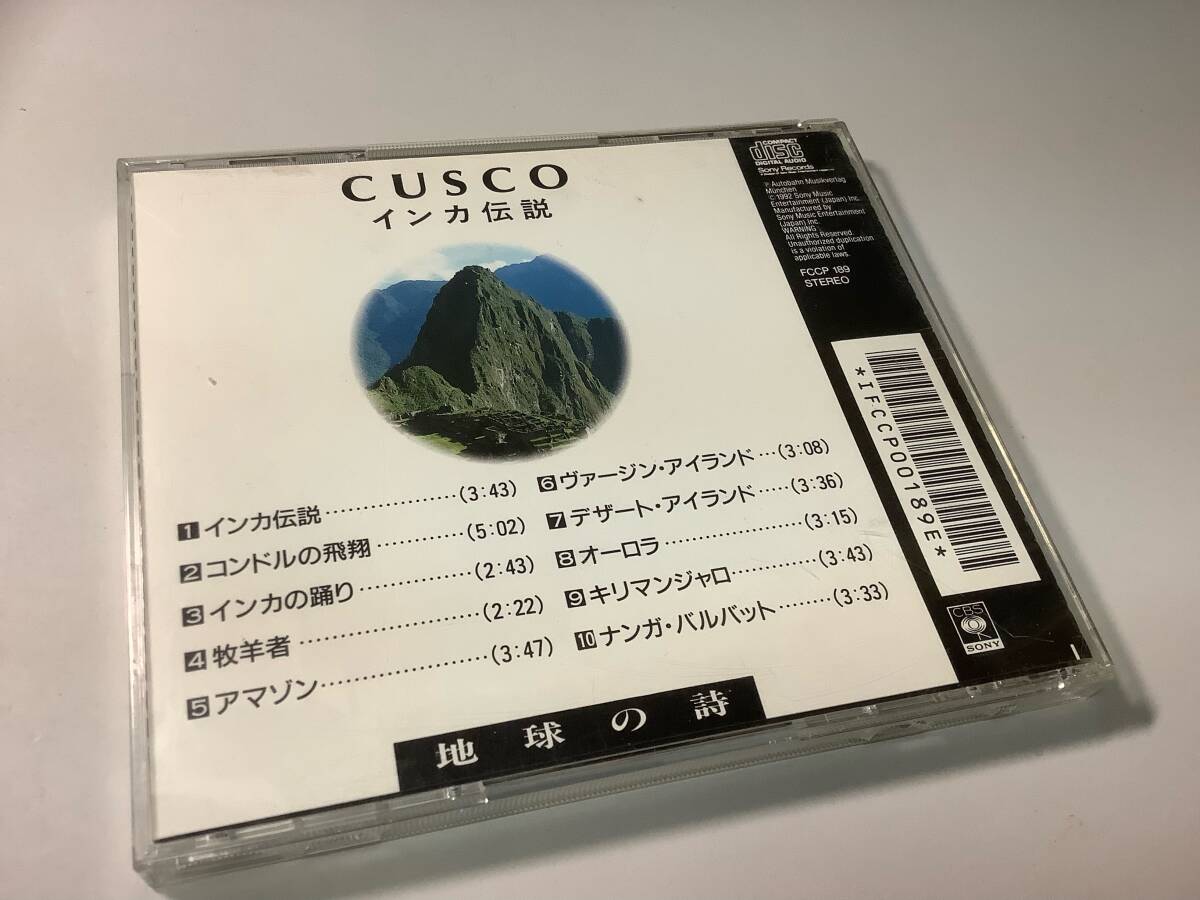 CUSCO
インカ伝説
1 インカ伝説……………(3:43)
2 コンドルの飛翔…………(5:02)
3 インカの踊り……………(2:43)
4 牧羊者…………………(2:22)
5 アマゾン………………(3:47)
6 ヴァージン・アイランド…(3:08)
7 デザート・アイランド……(3:36)
8 オーロラ………………(3:15)
9 キリマンジャロ…………(3:43)
10 ナンガ・パルバット………(3:33)
地球の詩
COMPACT
disc
DIGITAL AUDIO
Sony Records
℗ Autobahn Musikverlag
München
© 1992 Sony Music
Entertainment (Japan) Inc.
Manufactured by
Sony Music Entertainment
(Japan) Inc.
WARNING
All Rights Reserved.
Unauthorized duplication
is a violation of
applicable laws.
FCCP 189
STEREO
*IFCCP00189E*
CBS
SONY